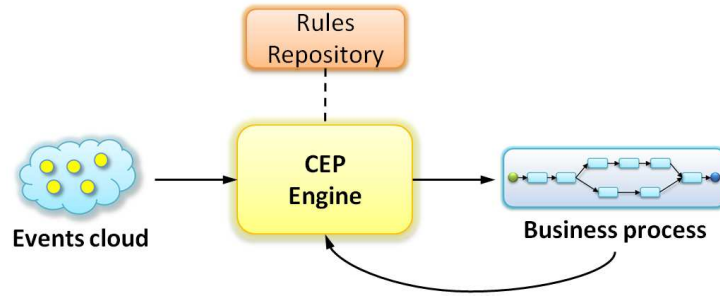 Rules
Repository
CEP
Engine
Events cloud
Business process